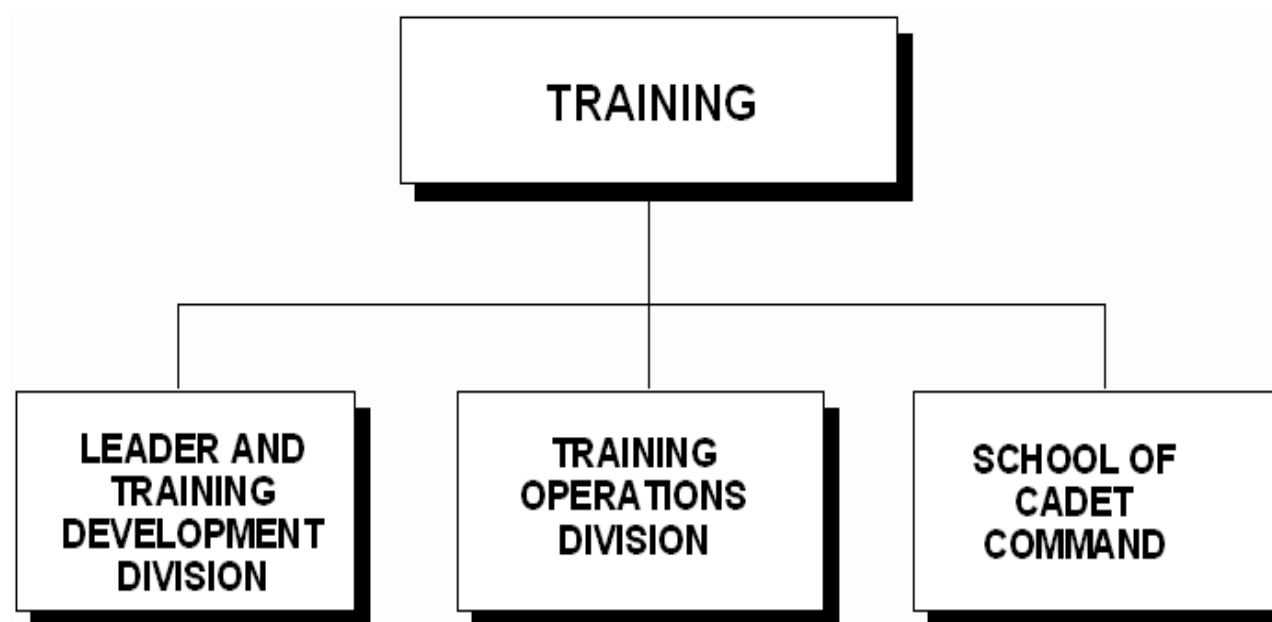 TRAINING
LEADER AND
TRAINING
DEVELOPMENT
DIVISION
TRAINING
OPERATIONS
DIVISION
SCHOOL OF
CADET
COMMAND